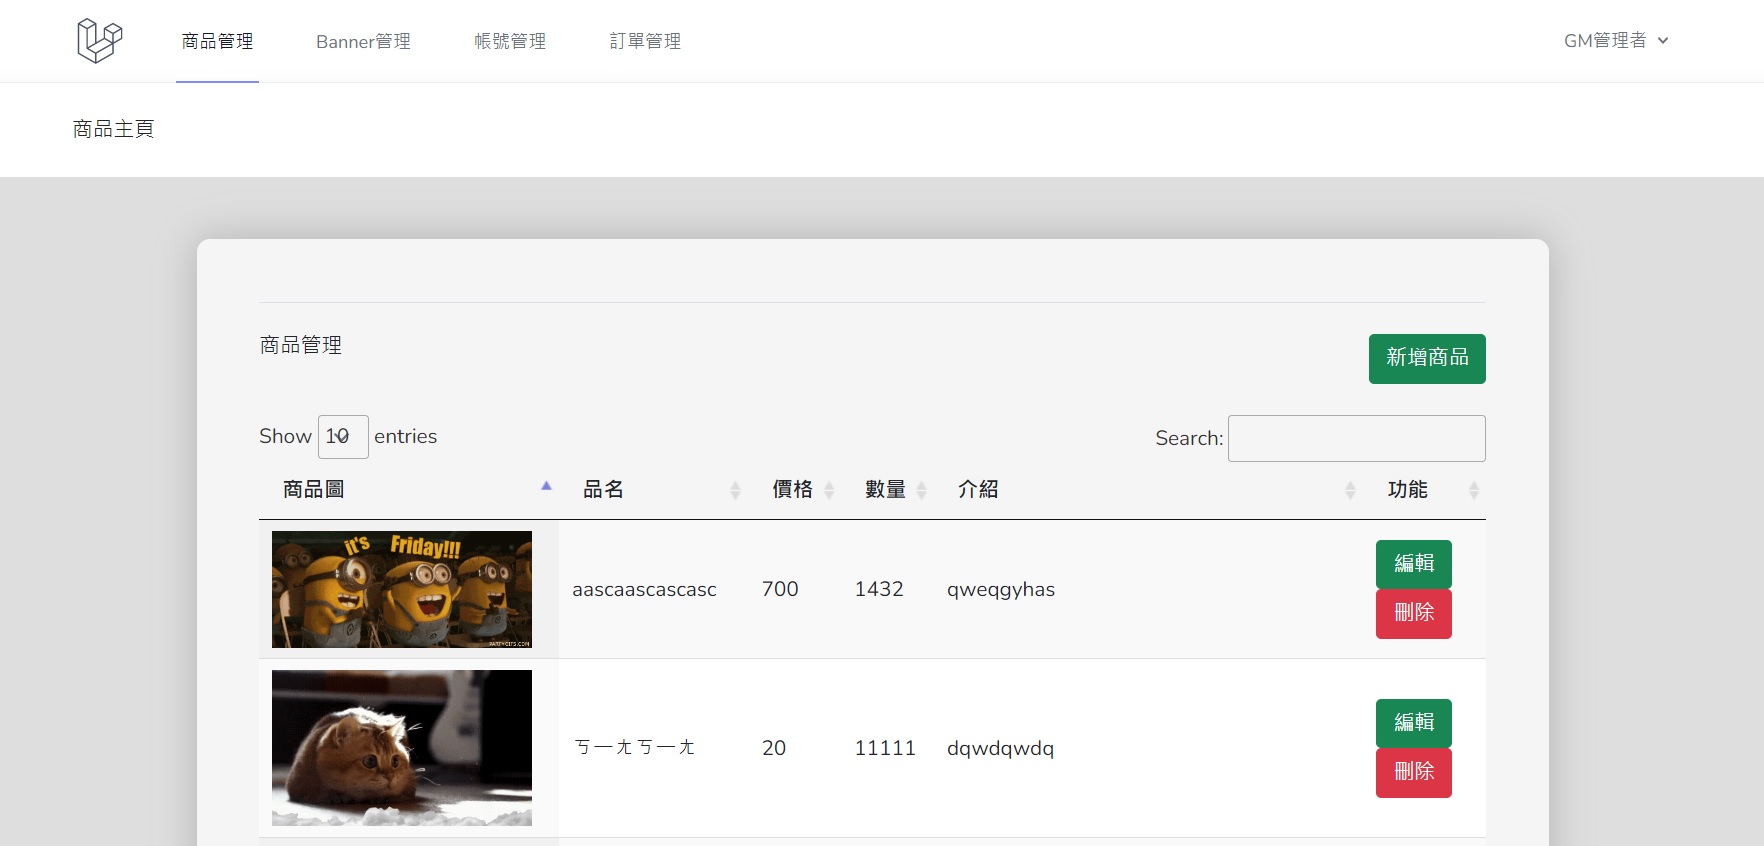 商品管理 Banner管理 帳號管理 訂單管理 GM管理者
商品主頁
商品管理
新增商品
Show 10 entries
Search:
商品圖 品名 價格 數量 介紹 功能
it's Friday!!!
aascaascascasc 700 1432 qweqgyhas
編輯
刪除
ㄎㄧㄤㄎㄧㄤ 20 11111 dqwdqwdq
編輯
刪除